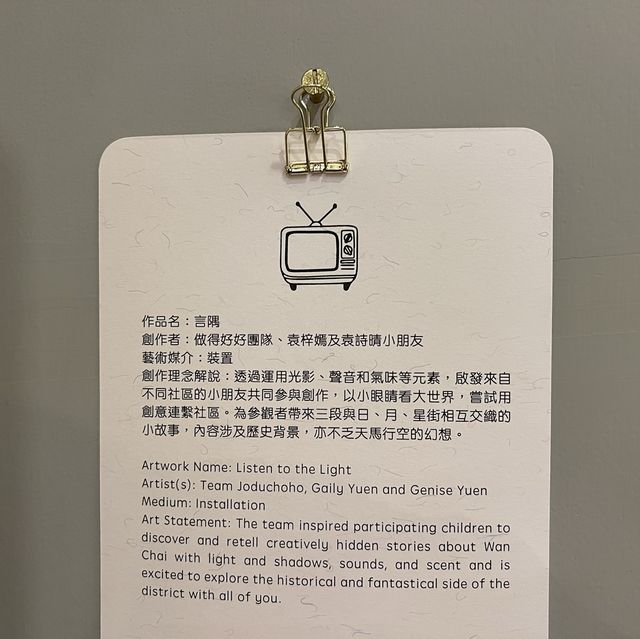 作品名：言隅
創作者：做得好好團隊、袁梓嫣及袁詩晴小朋友
藝術媒介：裝置
創作理念解說：透過運用光影、聲音和氣味等元素，啟發來自
不同社區的小朋友共同參與創作，以小眼睛看大世界，嘗試用
創意連繫社區。為參觀者帶來三段與日、月、星街相互交織的
小故事，內容涉及歷史背景，亦不乏天馬行空的幻想。
Artwork Name: Listen to the Light
Artist(s): Team Joduchoho, Gaily Yuen and Genise Yuen
Medium: Installation
Art Statement: The team inspired participating children to
discover and retell creatively hidden stories about Wan
Chai with light and shadows, sounds, and scent and is
excited to explore the historical and fantastical side of the
district with all of you.